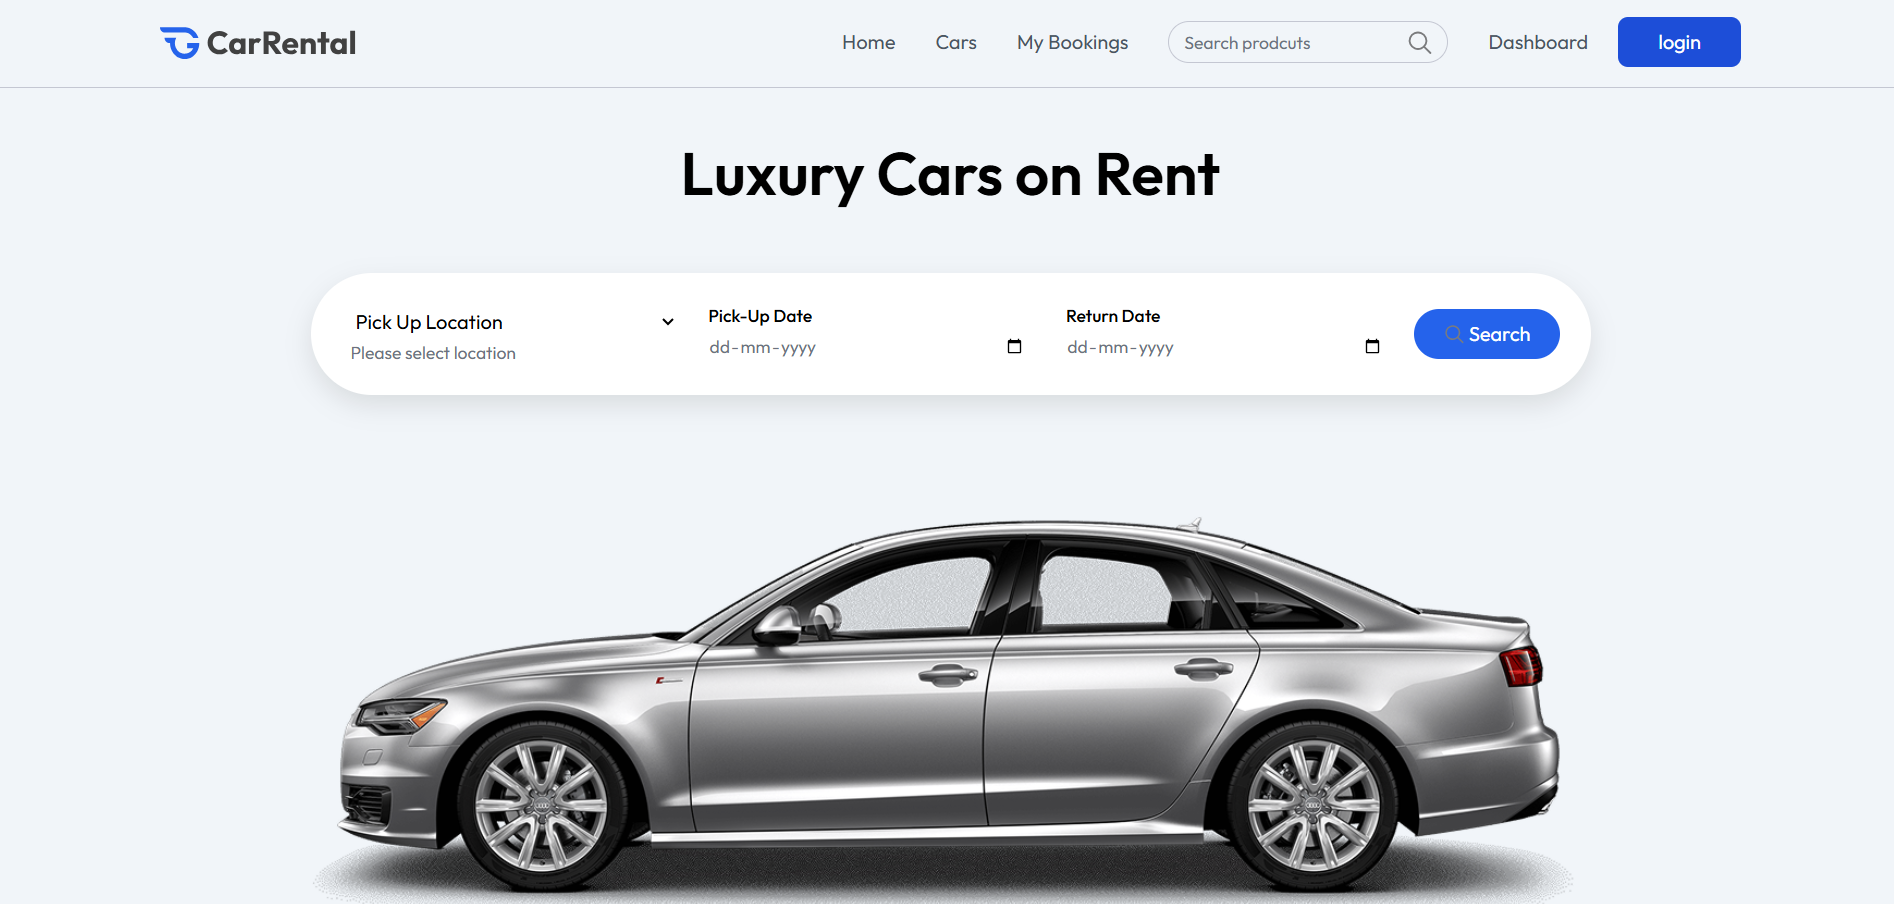 CarRental
Home
Cars
My Bookings
Search prodcuts
Dashboard
login
Luxury Cars on Rent
Pick Up Location
Please select location
Pick-Up Date
dd-mm-yyyy
Return Date
dd-mm-yyyy
Search